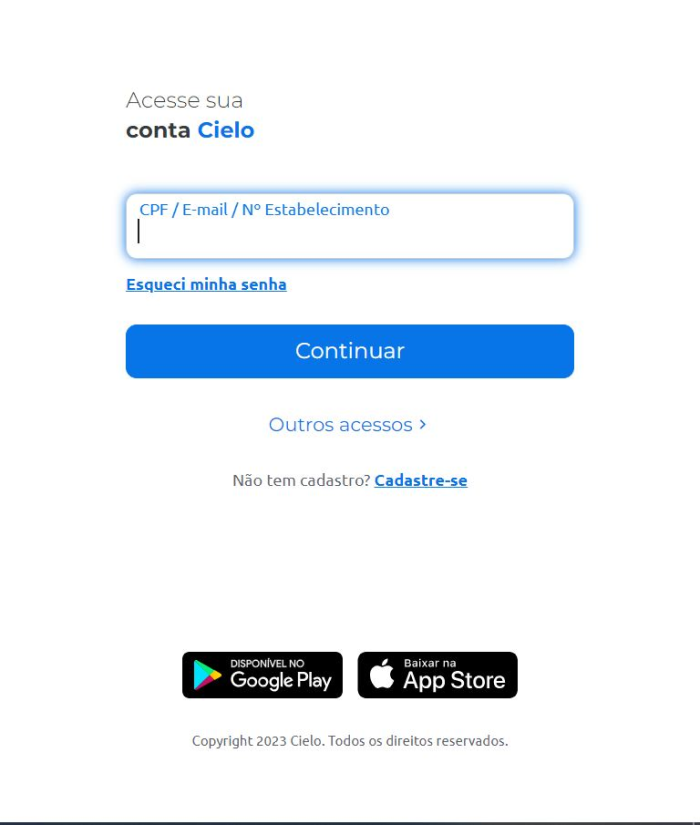 Acesse sua
conta Cielo
CPF / E-mail / Nº Estabelecimento
Esqueci minha senha
Continuar
Outros acessos >
Não tem cadastro? Cadastre-se
DISPONÍVEL NO
Google Play
Baixar na
App Store
Copyright 2023 Cielo. Todos os direitos reservados.